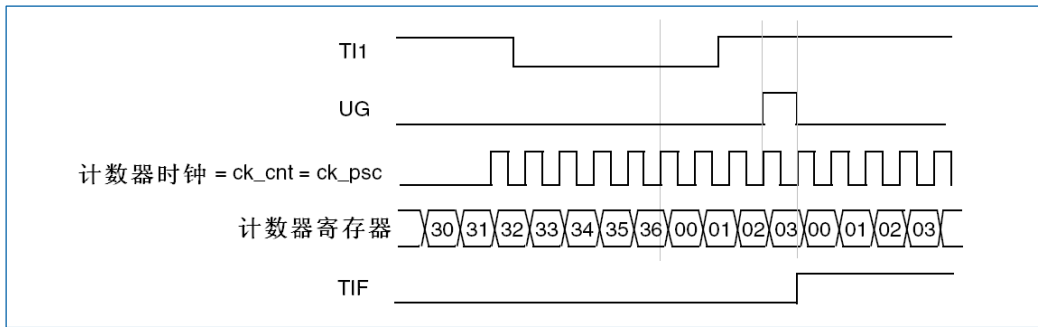 TI1
UG
计数器时钟 = ck_cnt = ck_psc
计数器寄存器 30 31 32 33 34 35 36 00 01 02 03 00 01 02 03
TIF